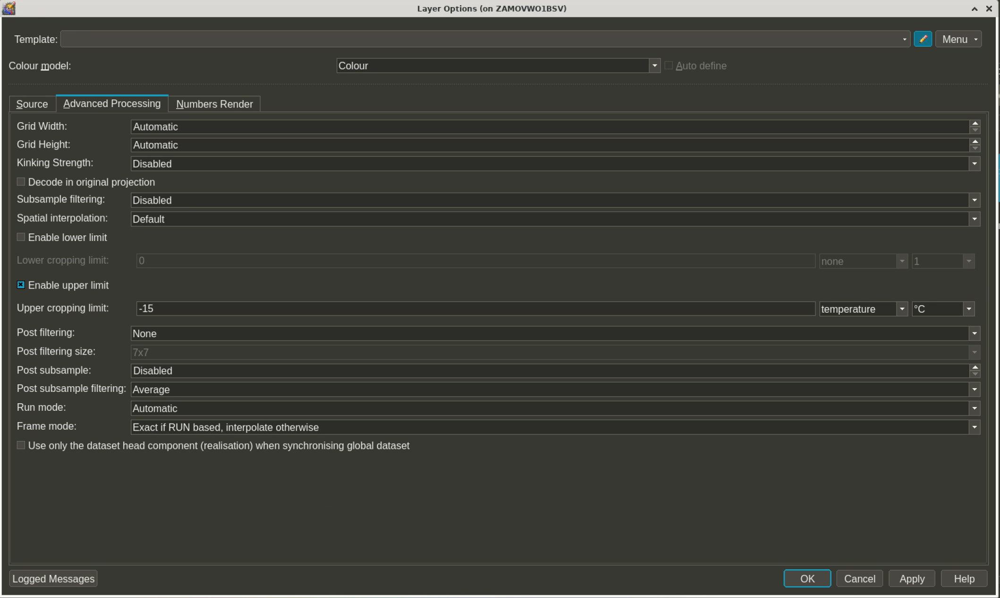 Layer Options (on ZAMOVWO1BSV)
Template: Menu
Colour model: Colour Auto define
Source Advanced Processing Numbers Render
Grid Width: Automatic
Grid Height: Automatic
Kinking Strength: Disabled
Decode in original projection
Subsample filtering: Disabled
Spatial interpolation: Default
Enable lower limit
Lower cropping limit: 0 none 1
Enable upper limit
Upper cropping limit: -15 temperature °C
Post filtering: None
Post filtering size: 7x7
Post subsample: Disabled
Post subsample filtering: Average
Run mode: Automatic
Frame mode: Exact if RUN based, interpolate otherwise
Use only the dataset head component (realisation) when synchronising global dataset
Logged Messages OK Cancel Apply Help